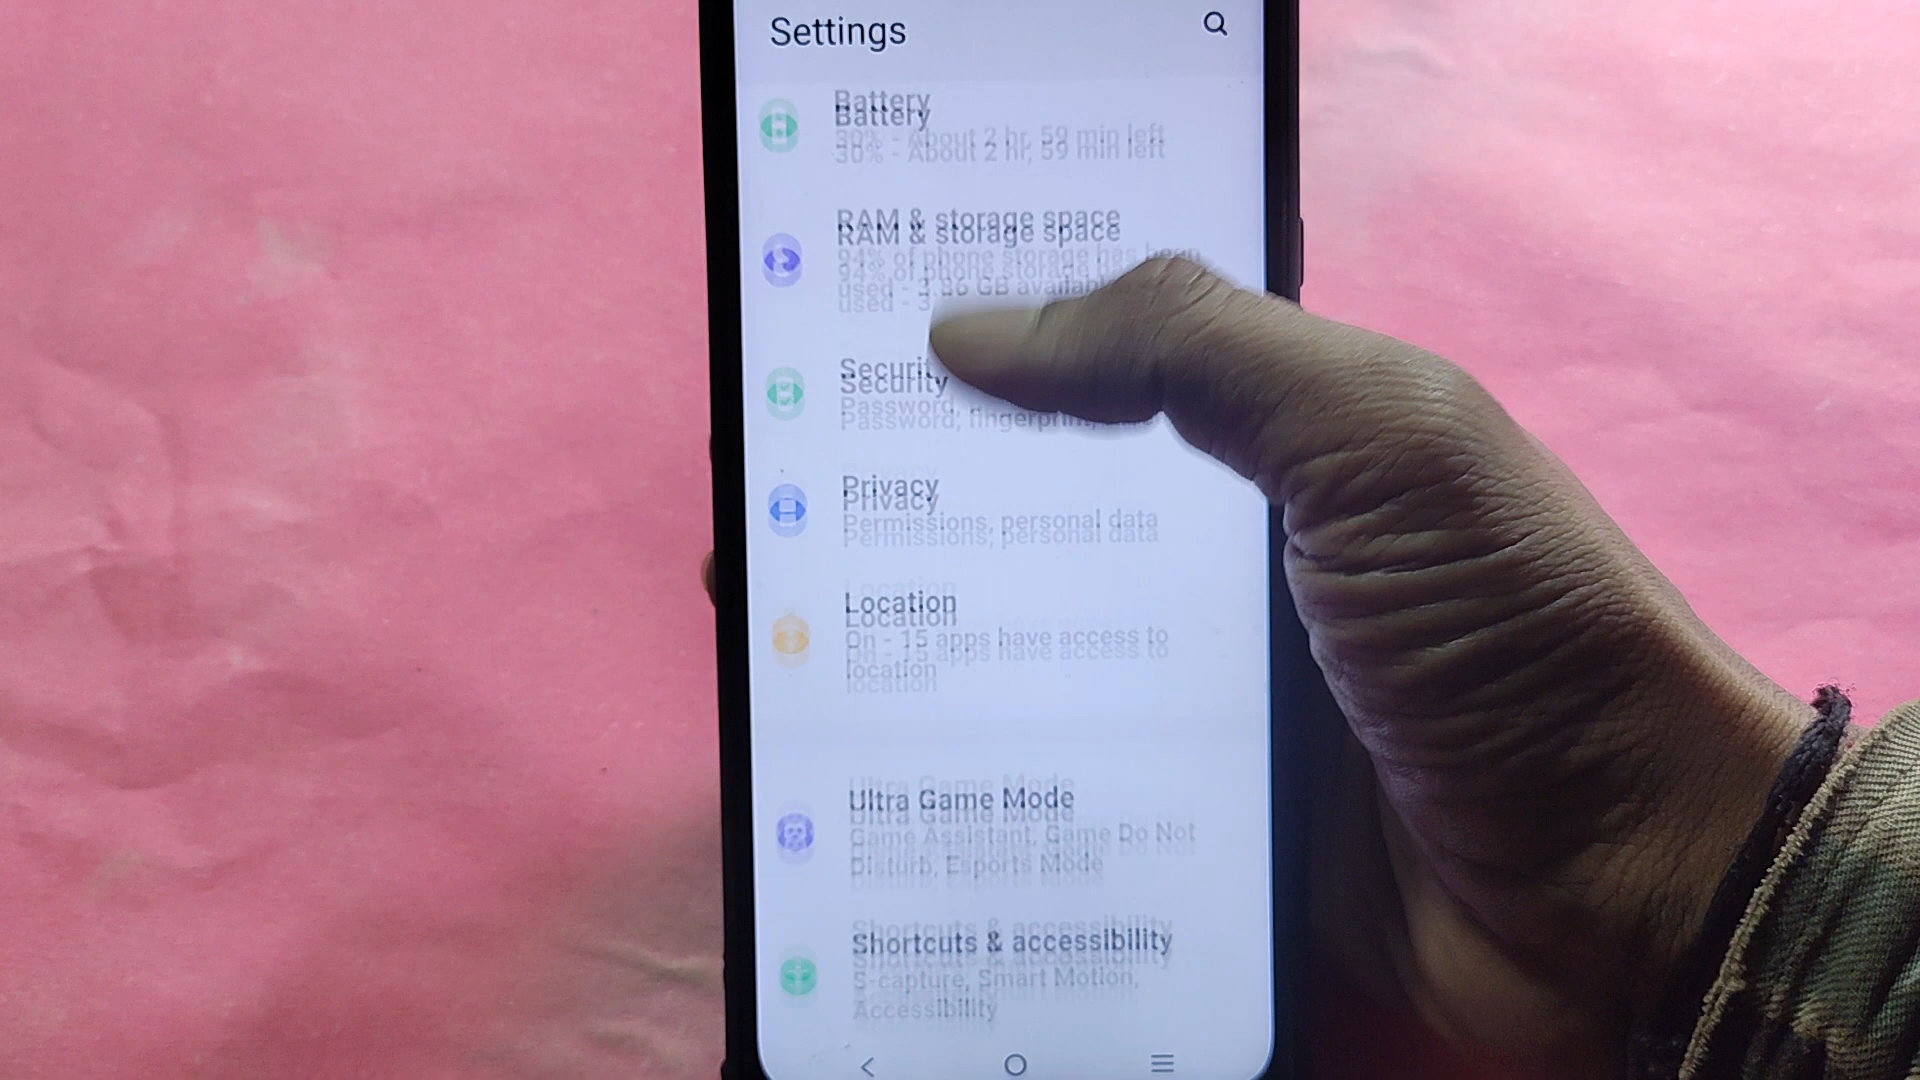 Settings
Battery
30% - About 2 hr, 59 min left
RAM & storage space
94% of phone storage has been
used - 3.86 GB
Security
Password, fingerprint,
Privacy
Permissions, personal data
Location
On - 15 apps have access to
location
Ultra Game Mode
Game Assistant, Game Do Not
Disturb, Esports Mode
Shortcuts & accessibility
S-capture, Smart Motion,
Accessibility